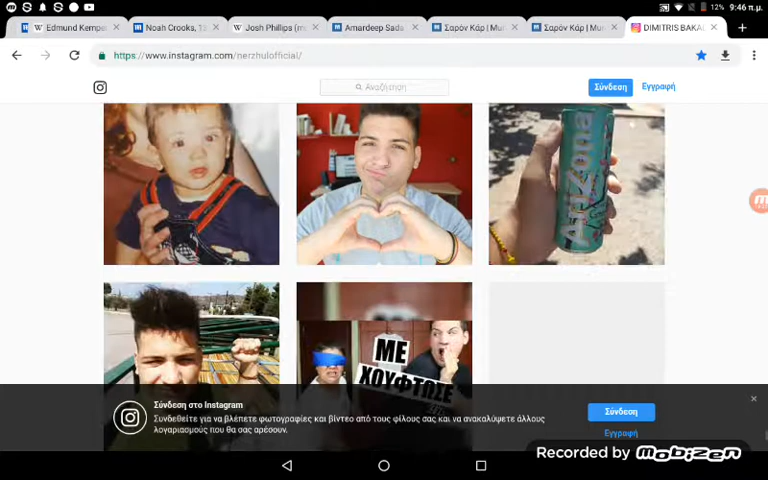 12% 9:46 π.μ.
Edmund Kempe
Noah Crooks, 13
Josh Phillips (m
Amardeep Sada
Σαρόν Κάρ | Mu
Σαρόν Κάρ | Mu
DIMITRIS BAKA
https://www.instagram.com/nerzhulofficial/
Αναζήτηση
Σύνδεση
Εγγραφή
ARIZONA
ΜΕ
ΧΟΥΦΤΩΣΕ
Σύνδεση στο Instagram
Συνδεθείτε για να βλέπετε φωτογραφίες και βίντεο από τους φίλους σας και να ανακαλύψετε άλλους
λογαριασμούς που θα σας αρέσουν.
Σύνδεση
Εγγραφή
Recorded by Mobizen